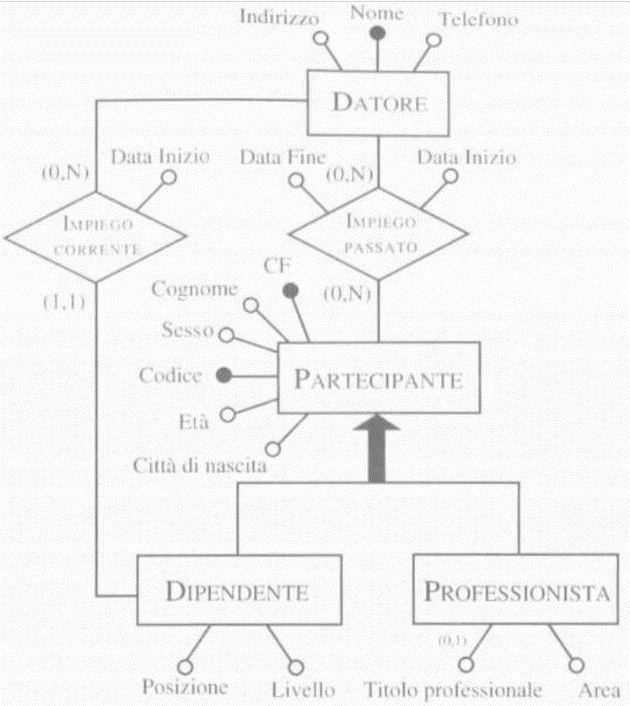 Indirizzo Nome Telefono
DATORE
(0,N) Data Inizio Data Fine (0,N) Data Inizio
IMPIEGO
CORRENTE
IMPIEGO
PASSATO
(1,1)
CF
(0,N)
Cognome
Sesso
Codice
PARTECIPANTE
Età
Città di nascita
DIPENDENTE
PROFESSIONISTA
(0,1)
Posizione Livello Titolo professionale Area